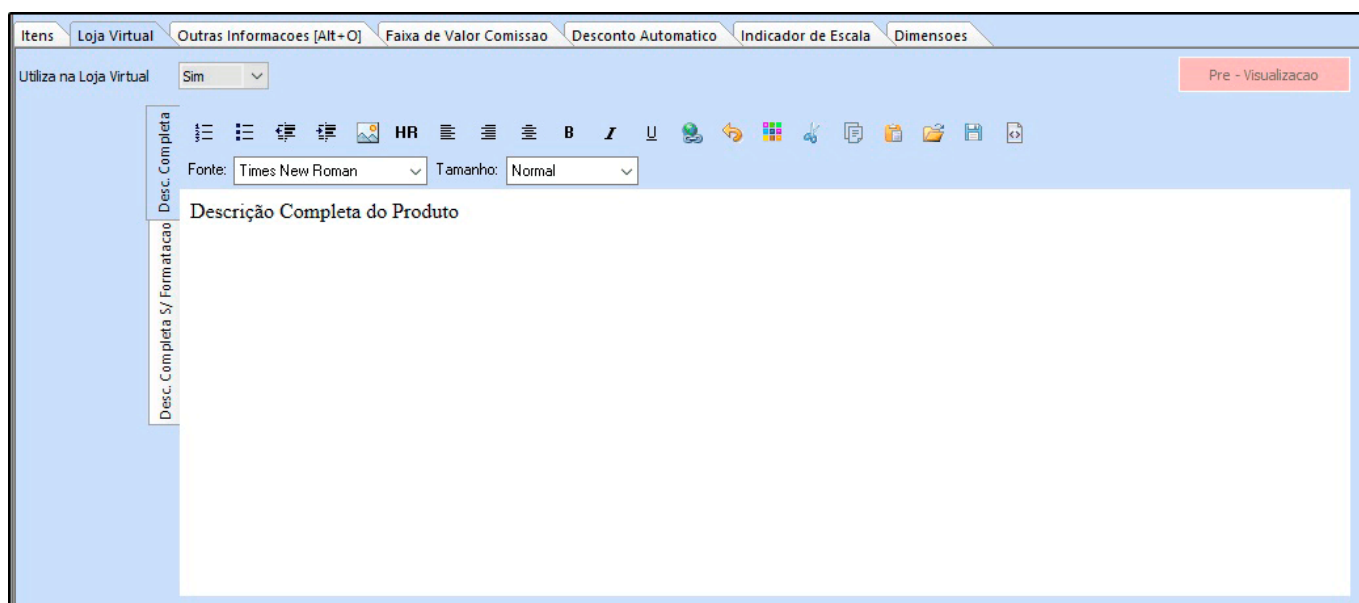 Itens Loja Virtual Outras Informacoes [Alt+O] Faixa de Valor Comissao Desconto Automatico Indicador de Escala Dimensoes
Utiliza na Loja Virtual Sim Pre - Visualizacao
Desc. Completa
Desc. Completa S/ Formatacao
HR B I U
Fonte: Times New Roman Tamanho: Normal
Descrição Completa do Produto